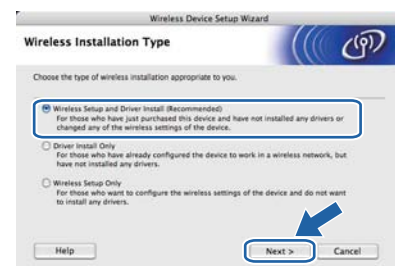 Wireless Device Setup Wizard
Wireless Installation Type
Choose the type of wireless installation appropriate to you.
Wireless Setup and Driver Install (Recommended)
For those who have just purchased this device and have not installed any drivers or
changed any of the wireless settings of the device.
Driver Install Only
For those who have already configured the device to work in a wireless network, but
have not installed any drivers.
Wireless Setup Only
For those who want to configure the wireless settings of the device and do not want
to install any drivers.
Help
Next >
Cancel